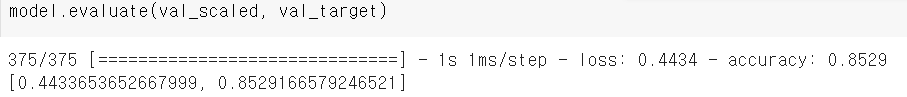 model.evaluate(val_scaled, val_target)
375/375 [==============================] - 1s 1ms/step - loss: 0.4434 - accuracy: 0.8529
[0.4433653652667999, 0.8529166579246521]